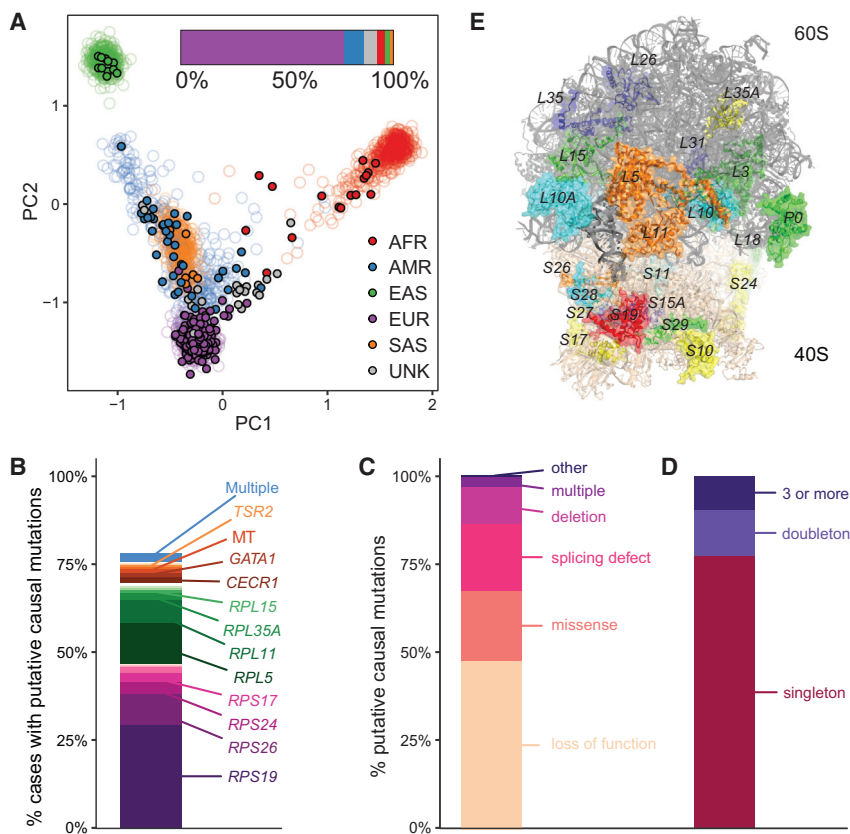 A
0% 50% 100%
PC2
1
0
−1
AFR
AMR
EAS
EUR
SAS
UNK
−1 0 1 2
PC1
E
60S
L26
L35
L35A
L31
L15
L5
L3
L10A
L10
P0
L11
L18
S26
S11
S24
S28
S27
S15A
S19
S17
S29
S10
40S
B
% cases with putative causal mutations
100%
75%
50%
25%
0%
Multiple
TSR2
MT
GATA1
CECR1
RPL15
RPL35A
RPL11
RPL5
RPS17
RPS24
RPS26
RPS19
C
% putative causal mutations
100%
75%
50%
25%
0%
other
multiple
deletion
splicing defect
missense
loss of function
D
3 or more
doubleton
singleton